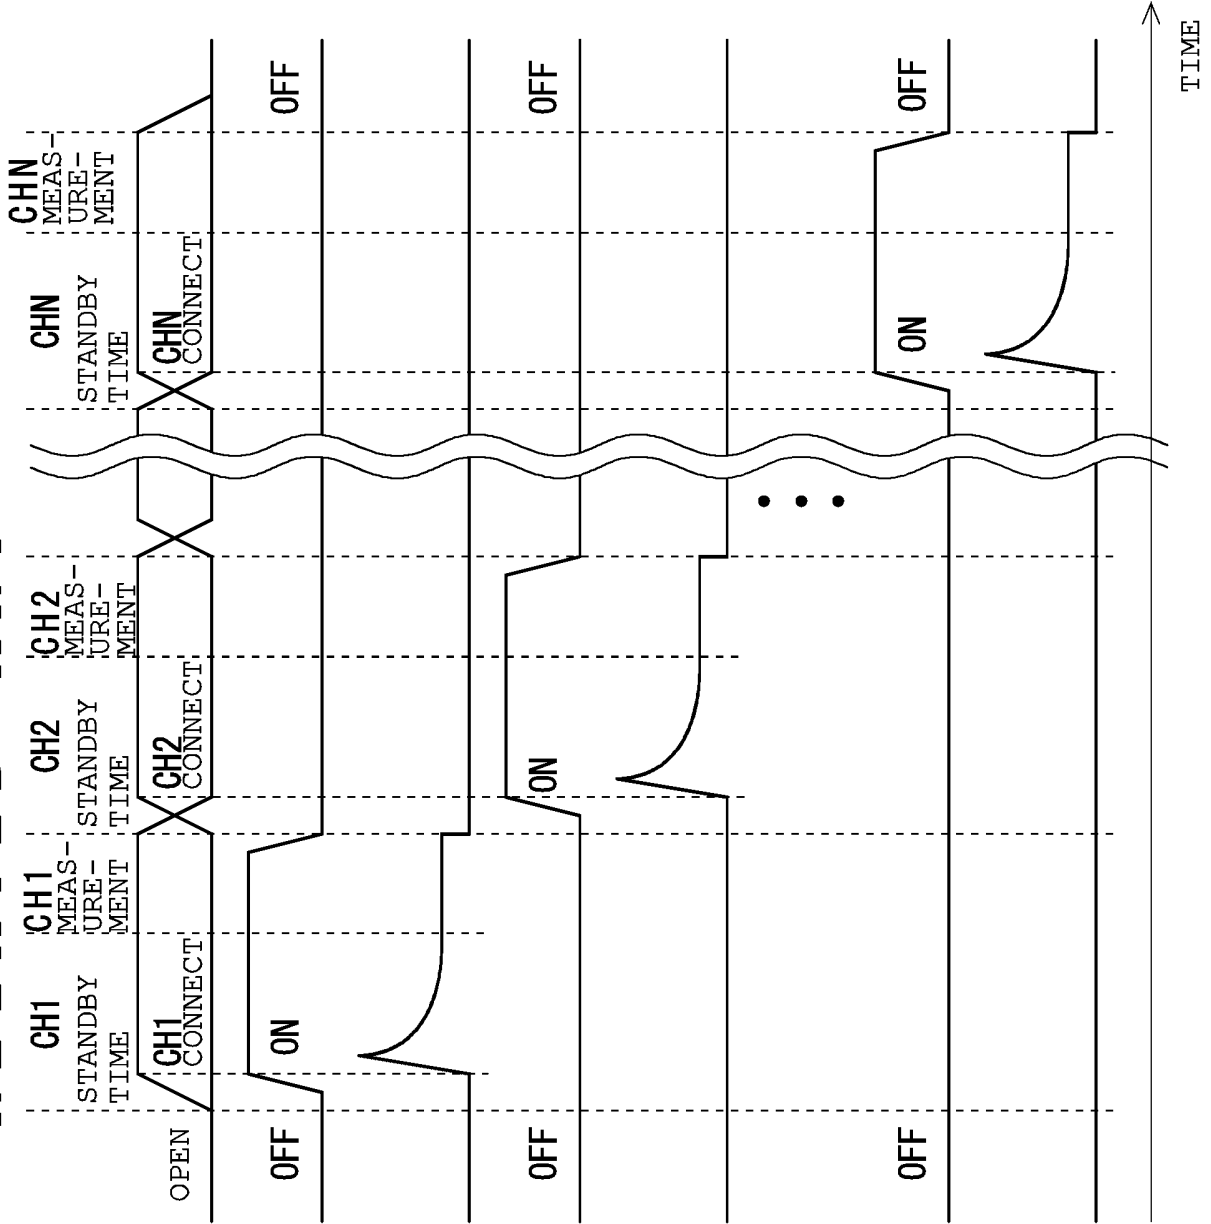 CH1
STANDBY
TIME
CH1
MEAS-
URE-
MENT
CH2
STANDBY
TIME
CH2
MEAS-
URE-
MENT
CHN
STANDBY
TIME
CHN
MEAS-
URE-
MENT
OPEN
CH1
CONNECT
CH2
CONNECT
CHN
CONNECT
OFF
ON
OFF
OFF
ON
OFF
OFF
ON
OFF
TIME